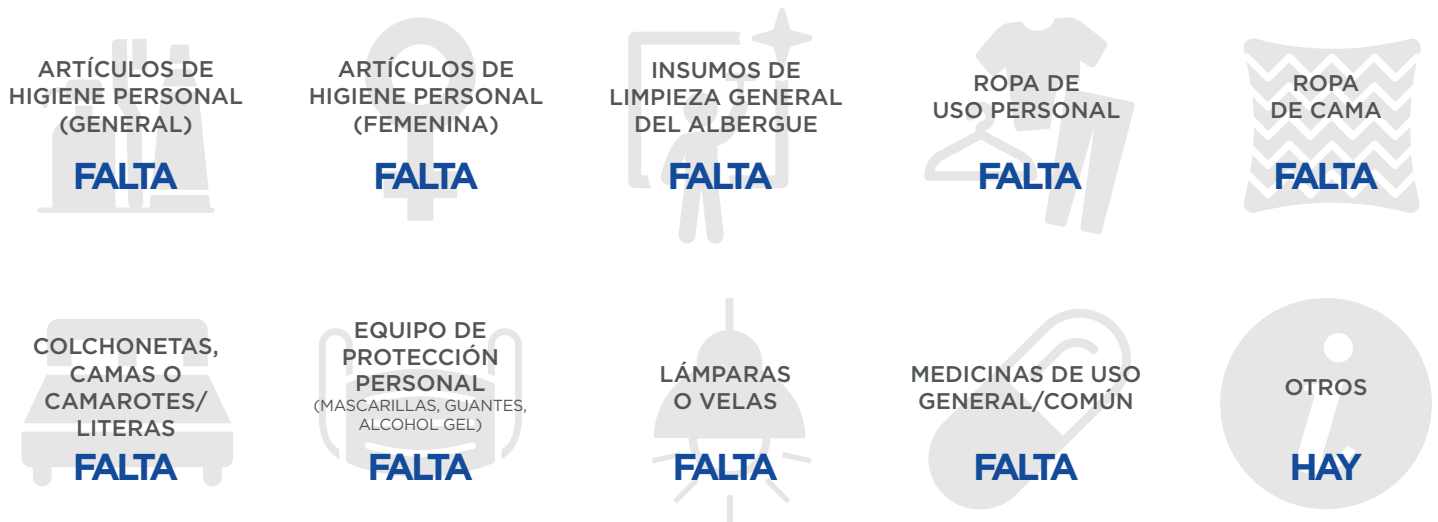 ARTÍCULOS DE
HIGIENE PERSONAL
(GENERAL)
FALTA
ARTÍCULOS DE
HIGIENE PERSONAL
(FEMENINA)
FALTA
INSUMOS DE
LIMPIEZA GENERAL
DEL ALBERGUE
FALTA
ROPA DE
USO PERSONAL
FALTA
ROPA
DE CAMA
FALTA
COLCHONETAS,
CAMAS O
CAMAROTES/
LITERAS
FALTA
EQUIPO DE
PROTECCIÓN
PERSONAL
(MASCARILLAS, GUANTES,
ALCOHOL GEL)
FALTA
LÁMPARAS
O VELAS
FALTA
MEDICINAS DE USO
GENERAL/COMÚN
FALTA
OTROS
HAY